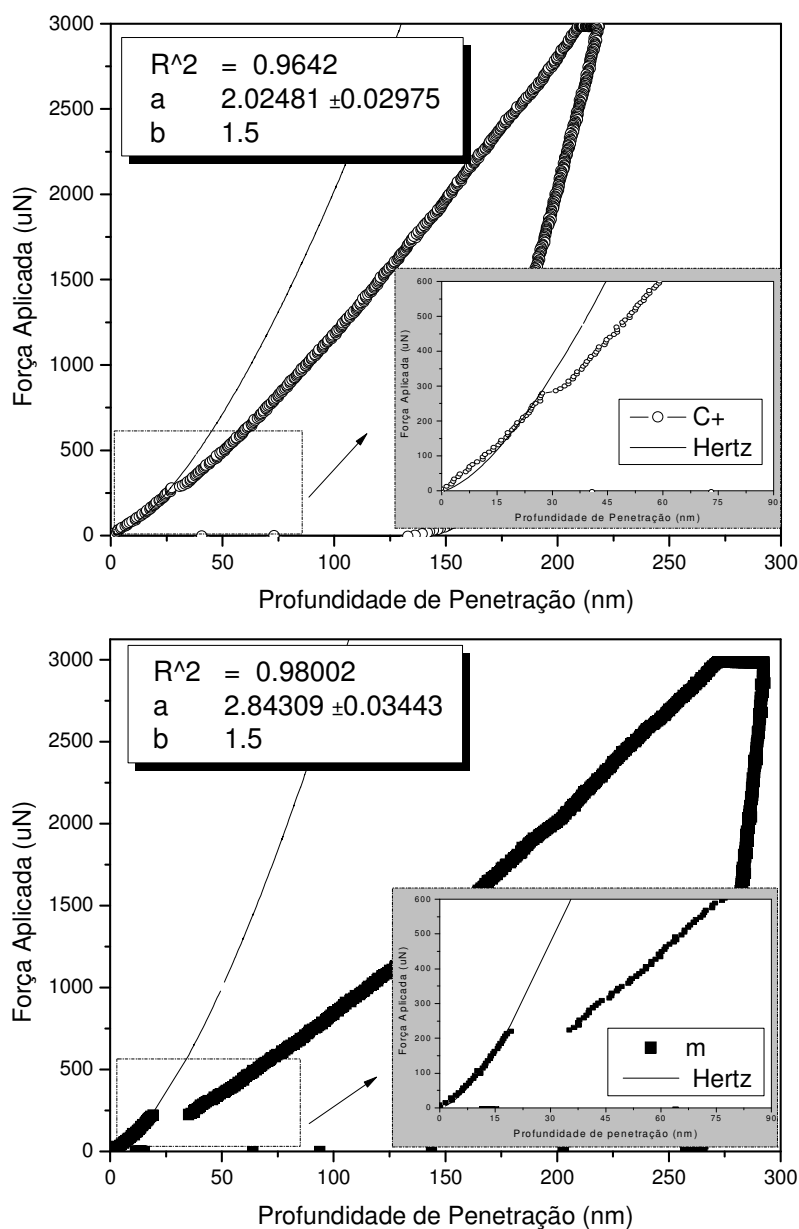 3000
2500
2000
1500
1000
500
0
Força Aplicada (uN)
R^2 = 0.9642
a 2.02481 ±0.02975
b 1.5
600
500
400
300
200
100
0
Força Aplicada (uN)
C+
Hertz
0 15 30 45 60 75 90
Profundidade de Penetração (nm)
0 50 100 150 200 250 300
Profundidade de Penetração (nm)
3000
2500
2000
1500
1000
500
0
Força Aplicada (uN)
R^2 = 0.98002
a 2.84309 ±0.03443
b 1.5
600
500
400
300
200
100
0
Força Aplicada (uN)
m
Hertz
0 15 30 45 60 75 90
Profundidade de penetração (nm)
0 50 100 150 200 250 300
Profundidade de Penetração (nm)